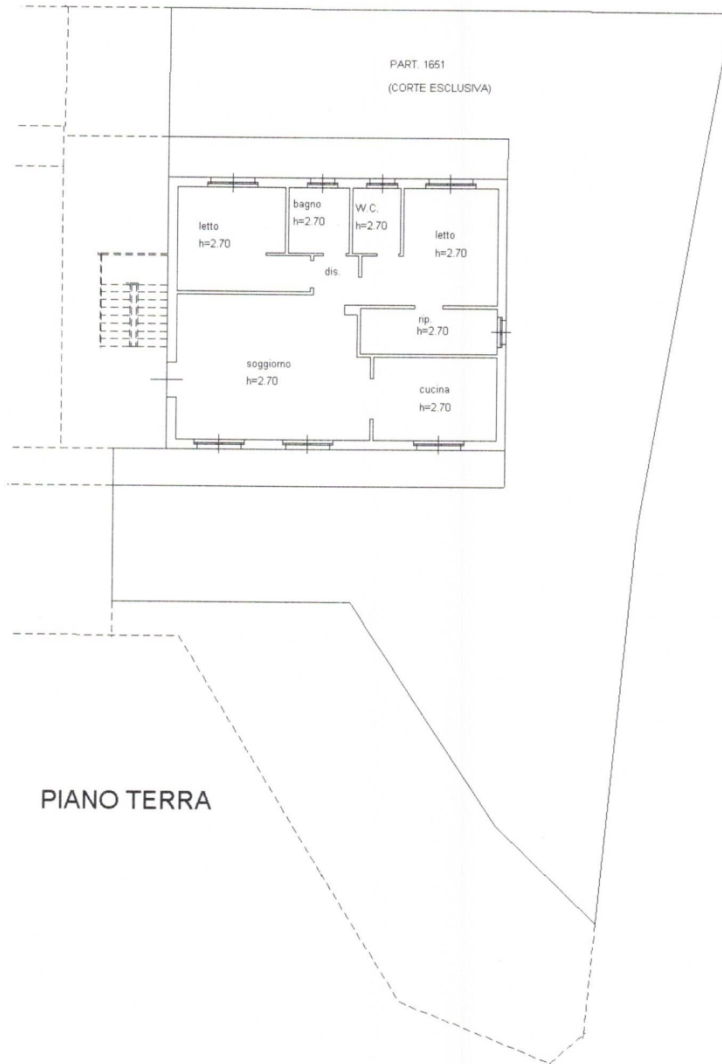 PART. 1651
(CORTE ESCLUSIVA)
letto
h=2.70
bagno
h=2.70
W.C.
h=2.70
letto
h=2.70
dis.
rip.
h=2.70
soggiorno
h=2.70
cucina
h=2.70
PIANO TERRA